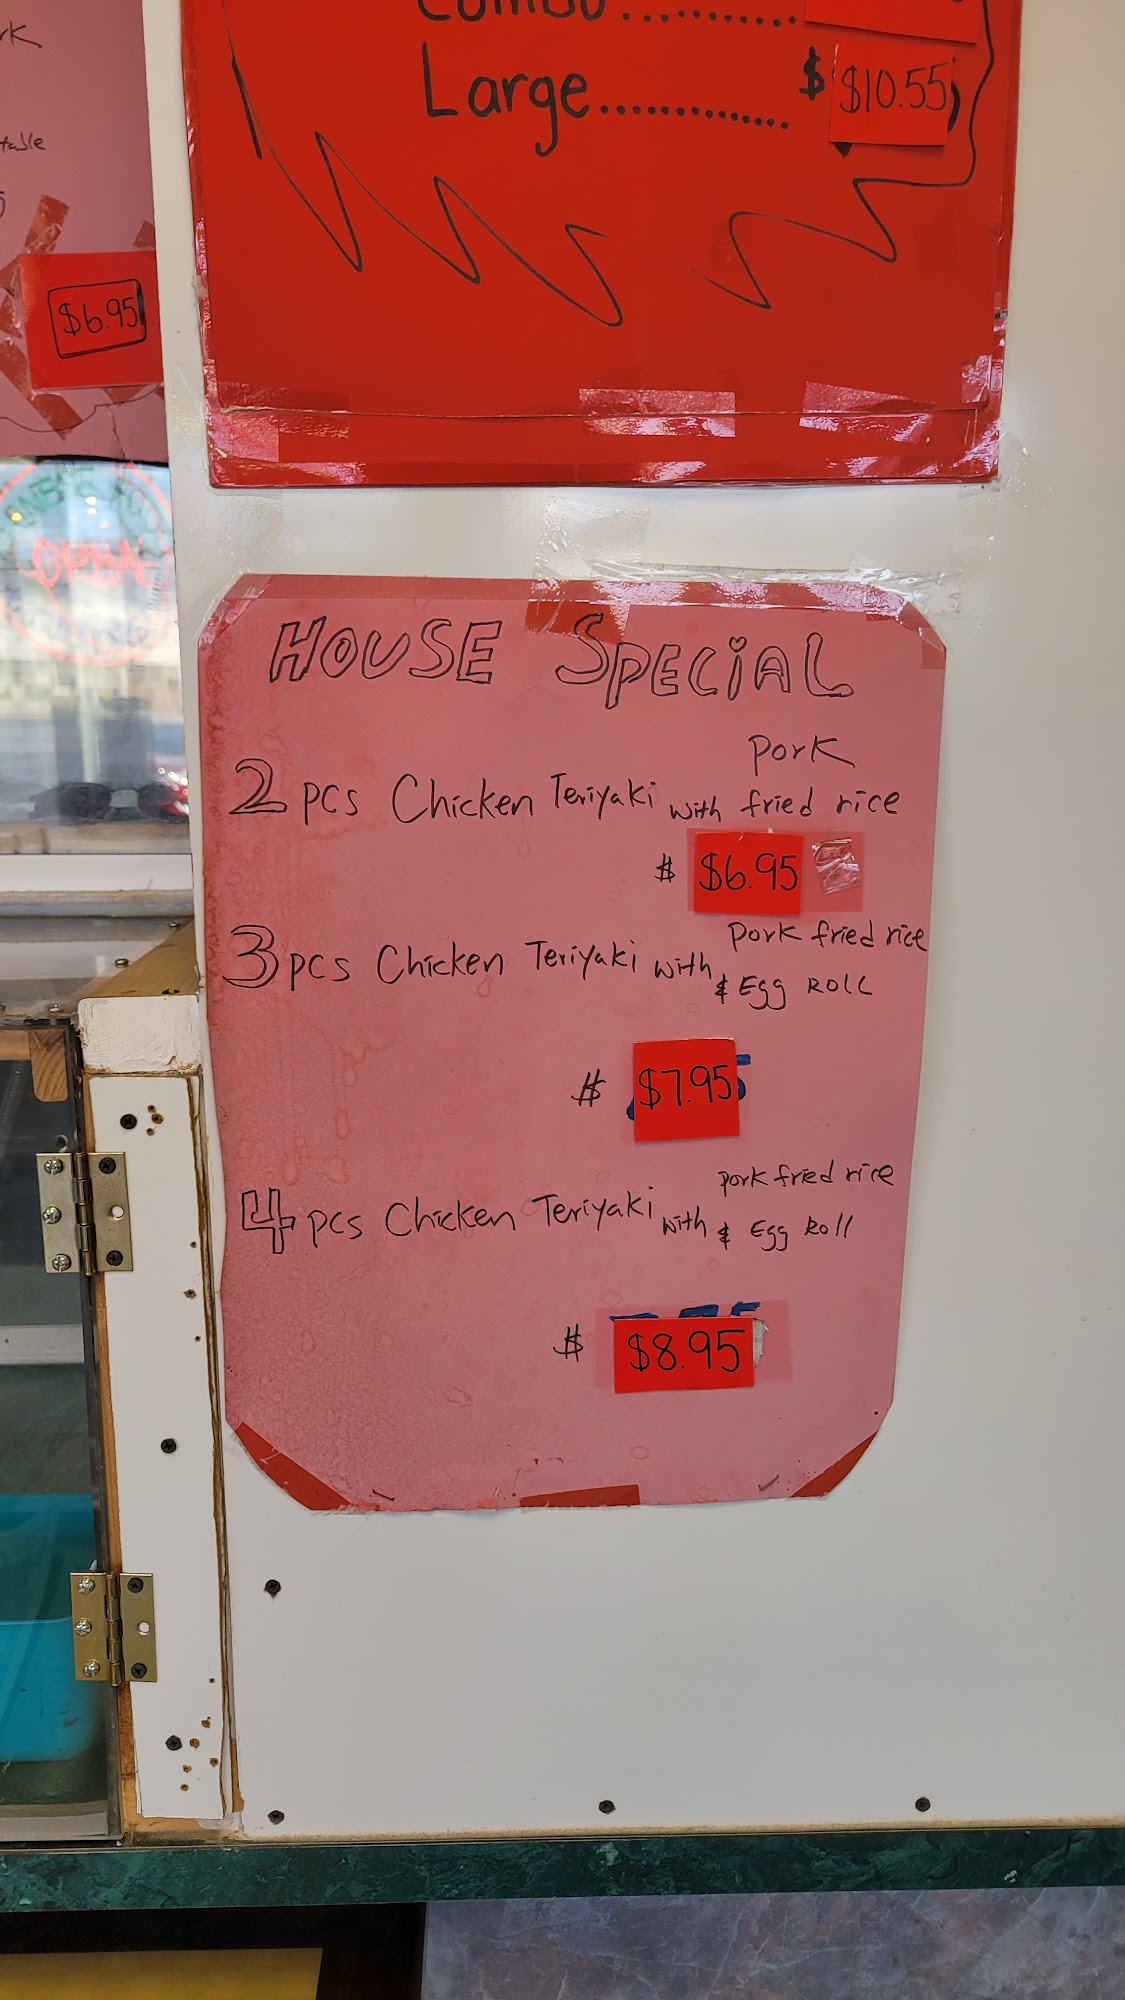 Combo..........
Large............. $ $10.55
$6.95
HOUSE SPECIAL
2 pcs Chicken Teriyaki with pork fried rice
$ $6.95
3 pcs Chicken Teriyaki with pork fried rice
& Egg ROLL
$ $7.95
4 pcs Chicken Teriyaki with pork fried rice
& Egg Roll
$ $8.95